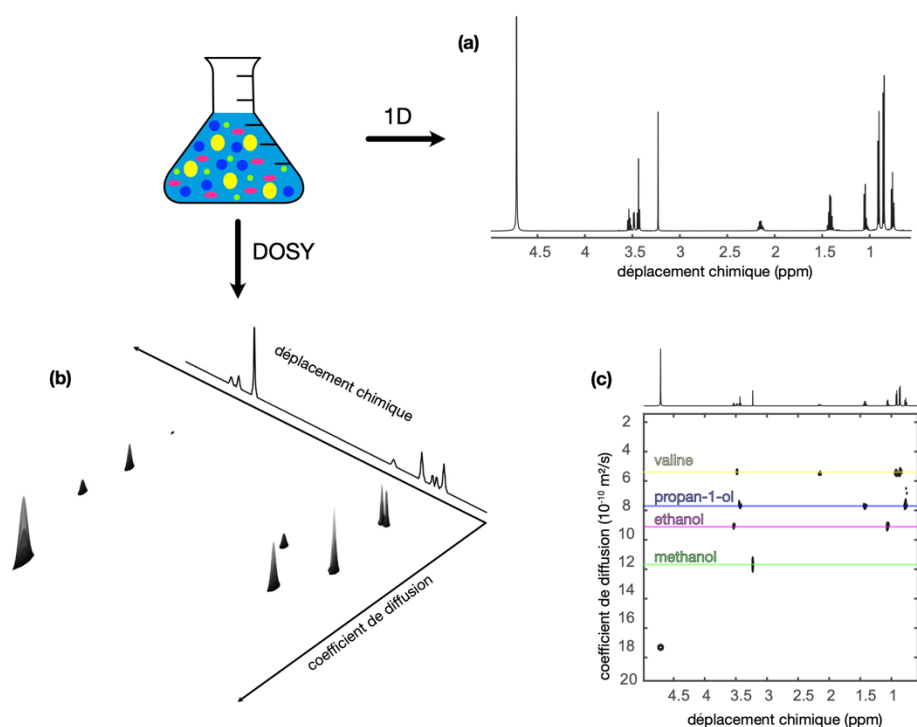 (a)
1D
4.5 3.5 3 2.5 2 1.5 1
déplacement chimique (ppm)
DOSY
(b)
déplacement chimique
coefficient de diffusion
(c)
2
4
valine
6
propan-1-ol
8
ethanol
10
methanol
12
14
16
18
20
coefficient de diffusion (10⁻¹⁰ m²/s)
4.5 3.5 3 2.5 2 1.5 1
déplacement chimique (ppm)